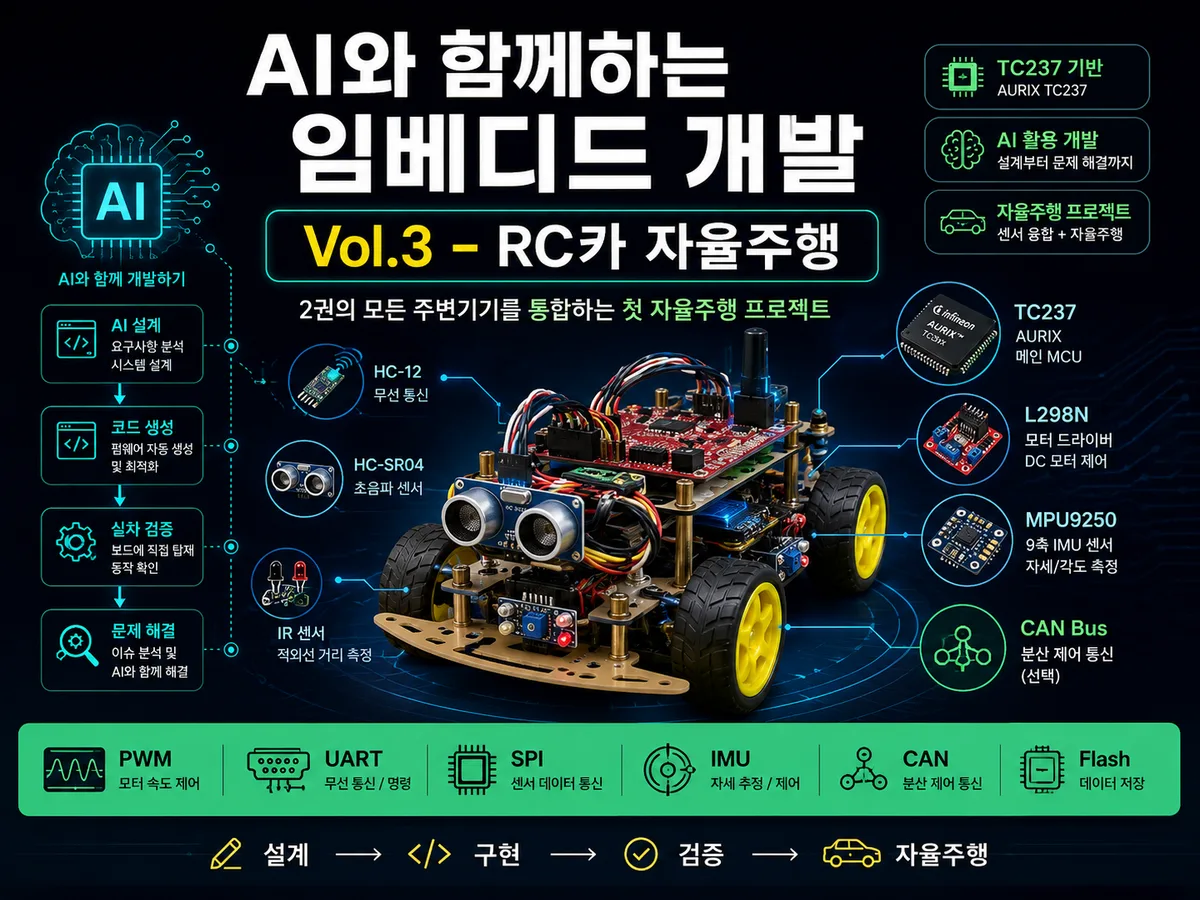 AI와 함께하는
임베디드 개발
Vol.3 - RC카 자율주행
2권의 모든 주변기기를 통합하는 첫 자율주행 프로젝트
TC237 기반
AURIX TC237
AI 활용 개발
설계부터 문제 해결까지
자율주행 프로젝트
센서 융합 + 자율주행
AI
AI와 함께 개발하기
AI 설계
요구사항 분석
시스템 설계
코드 생성
펌웨어 자동 생성
및 최적화
실차 검증
보드에 직접 탑재
동작 확인
문제 해결
이슈 분석 및
AI와 함께 해결
HC-12
무선 통신
HC-SR04
초음파 센서
IR 센서
적외선 거리 측정
infineon
AURIX™
TC237
AURIX
메인 MCU
L298N
모터 드라이버
DC 모터 제어
MPU9250
9축 IMU 센서
자세/각도 측정
CAN Bus
분산 제어 통신
(선택)
PWM
모터 속도 제어
UART
무선 통신 / 명령
SPI
센서 데이터 통신
IMU
자세 추정 / 제어
CAN
분산 제어 통신
Flash
데이터 저장
설계 → </> 구현 → 검증 → 자율주행